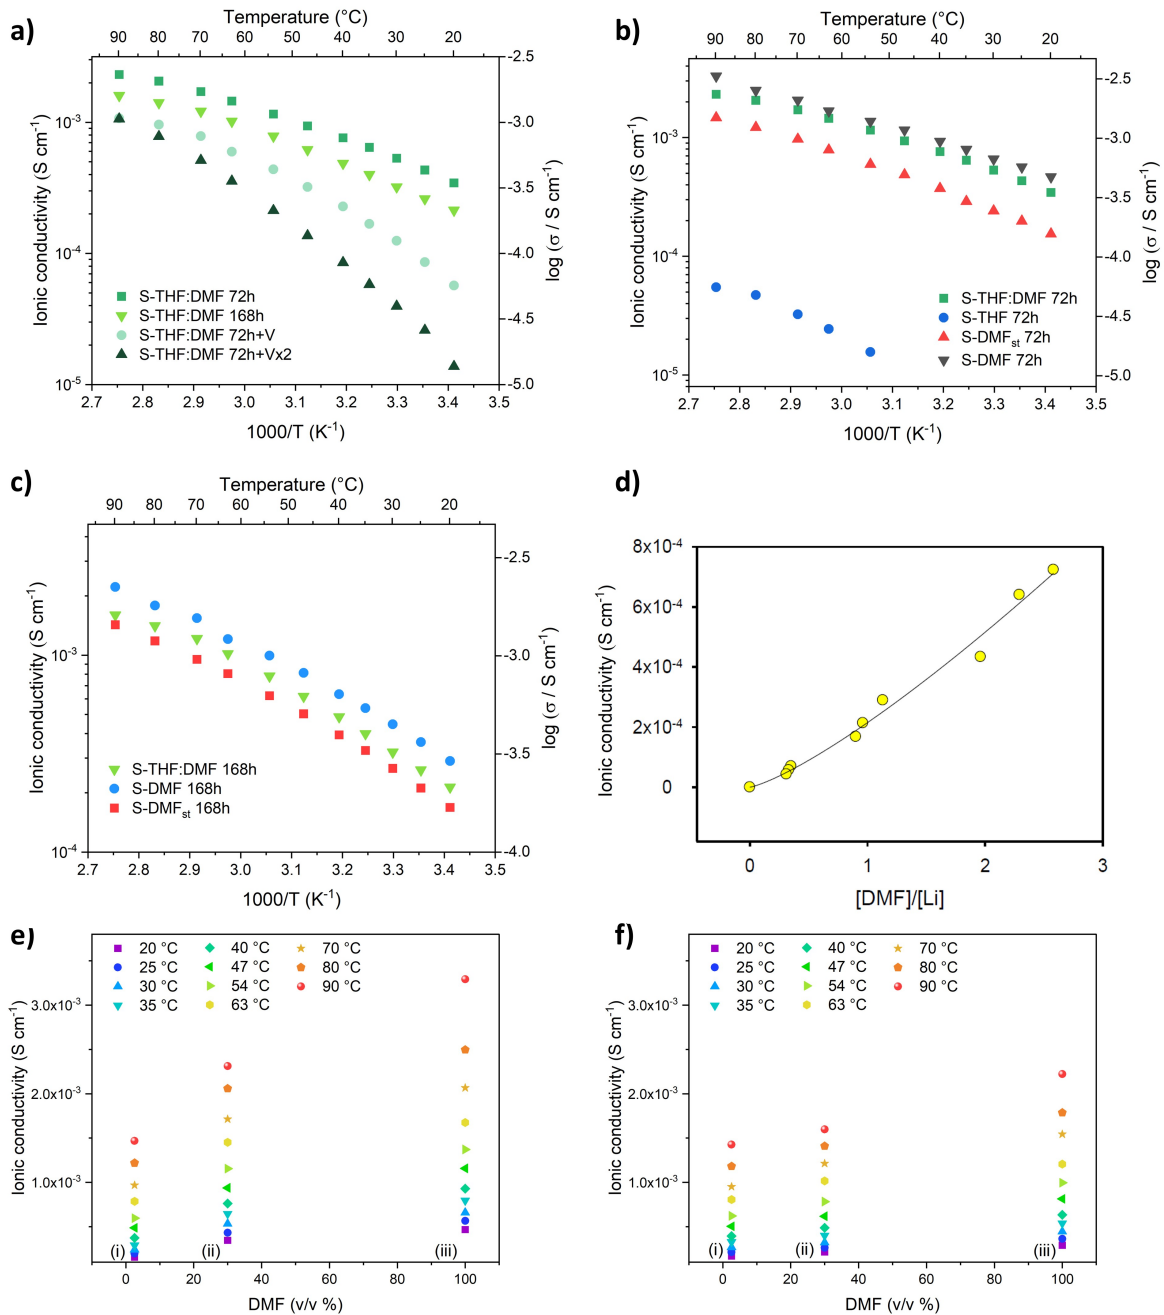 a)
Temperature (°C)
90 80 70 60 50 40 30 20
10⁻³
10⁻⁴
10⁻⁵
Ionic conductivity (S cm⁻¹)
-2.5
-3.0
-3.5
-4.0
-4.5
-5.0
log (σ / S cm⁻¹)
S-THF:DMF 72h
S-THF:DMF 168h
S-THF:DMF 72h+V
S-THF:DMF 72h+Vx2
2.7 2.8 2.9 3.0 3.1 3.2 3.3 3.4 3.5
1000/T (K⁻¹)
b)
Temperature (°C)
90 80 70 60 50 40 30 20
10⁻³
10⁻⁴
10⁻⁵
Ionic conductivity (S cm⁻¹)
-2.5
-3.0
-3.5
-4.0
-4.5
-5.0
log (σ / S cm⁻¹)
S-THF:DMF 72h
S-THF 72h
S-DMFst 72h
S-DMF 72h
2.7 2.8 2.9 3.0 3.1 3.2 3.3 3.4 3.5
1000/T (K⁻¹)
c)
Temperature (°C)
90 80 70 60 50 40 30 20
10⁻³
10⁻⁴
Ionic conductivity (S cm⁻¹)
-2.5
-3.0
-3.5
-4.0
log (σ / S cm⁻¹)
S-THF:DMF 168h
S-DMF 168h
S-DMFst 168h
2.7 2.8 2.9 3.0 3.1 3.2 3.3 3.4 3.5
1000/T (K⁻¹)
d)
8x10⁻⁴
6x10⁻⁴
4x10⁻⁴
2x10⁻⁴
0
Ionic conductivity (S cm⁻¹)
0 1 2 3
[DMF]/[Li]
e)
20 °C 40 °C 70 °C
25 °C 47 °C 80 °C
30 °C 54 °C 90 °C
35 °C 63 °C
3.0x10⁻³
2.0x10⁻³
1.0x10⁻³
Ionic conductivity (S cm⁻¹)
(i) (ii) (iii)
0 10 20 30 40 50 60 70 80 90 100
DMF (v/v %)
f)
20 °C 40 °C 70 °C
25 °C 47 °C 80 °C
30 °C 54 °C 90 °C
35 °C 63 °C
3.0x10⁻³
2.0x10⁻³
1.0x10⁻³
Ionic conductivity (S cm⁻¹)
(i) (ii) (iii)
0 20 40 60 80 100
DMF (v/v %)